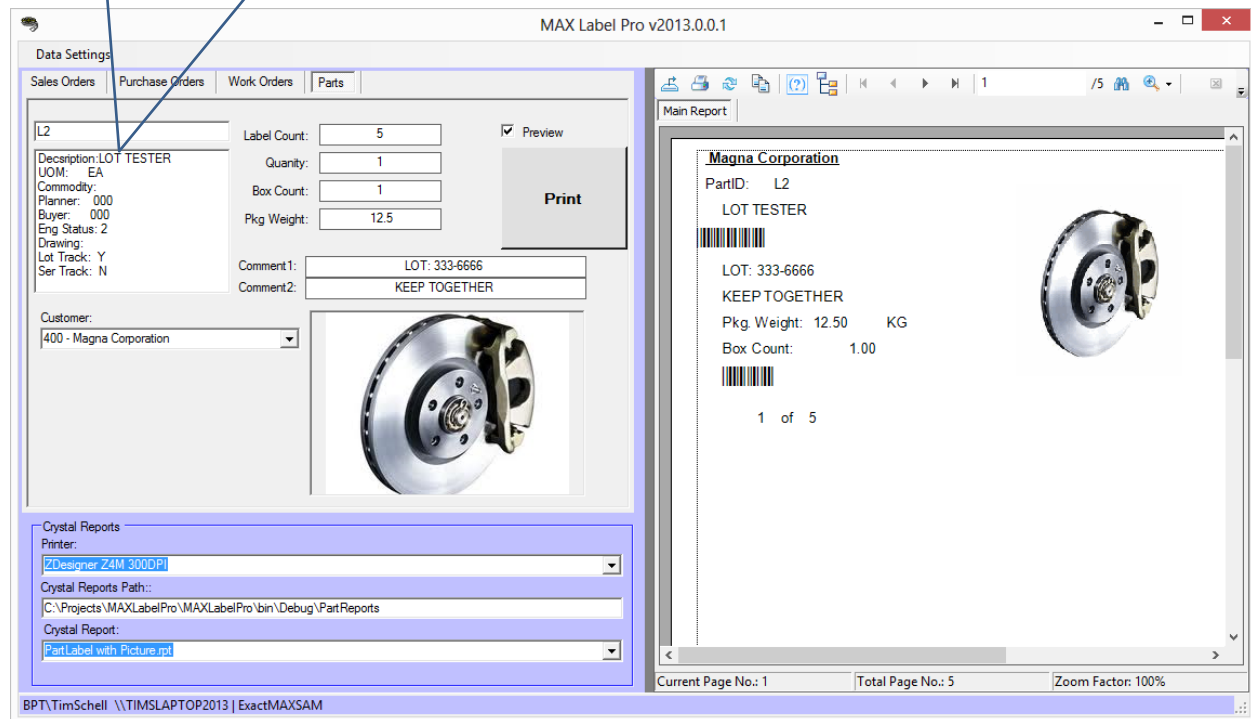 MAX Label Pro v2013.0.0.1
Data Settings
Sales Orders Purchase Orders Work Orders Parts
L2
Decsription:LOT TESTER
UOM: EA
Commodity:
Planner: 000
Buyer: 000
Eng Status: 2
Drawing:
Lot Track: Y
Ser Track: N
Label Count: 5
Quanity: 1
Box Count: 1
Pkg Weight: 12.5
Preview
Print
Comment1: LOT: 333-6666
Comment2: KEEP TOGETHER
Customer:
400 - Magna Corporation
Crystal Reports
Printer:
ZDesigner Z4M 300DPI
Crystal Reports Path::
C:\Projects\MAXLabelPro\MAXLabelPro\bin\Debug\PartReports
Crystal Report:
PartLabel with Picture.rpt
BPT\TimSchell \\TIMSLAPTOP2013 | ExactMAXSAM
1 /5
Main Report
Magna Corporation
PartID: L2
LOT TESTER
LOT: 333-6666
KEEP TOGETHER
Pkg. Weight: 12.50 KG
Box Count: 1.00
1 of 5
Current Page No.: 1 Total Page No.: 5 Zoom Factor: 100%